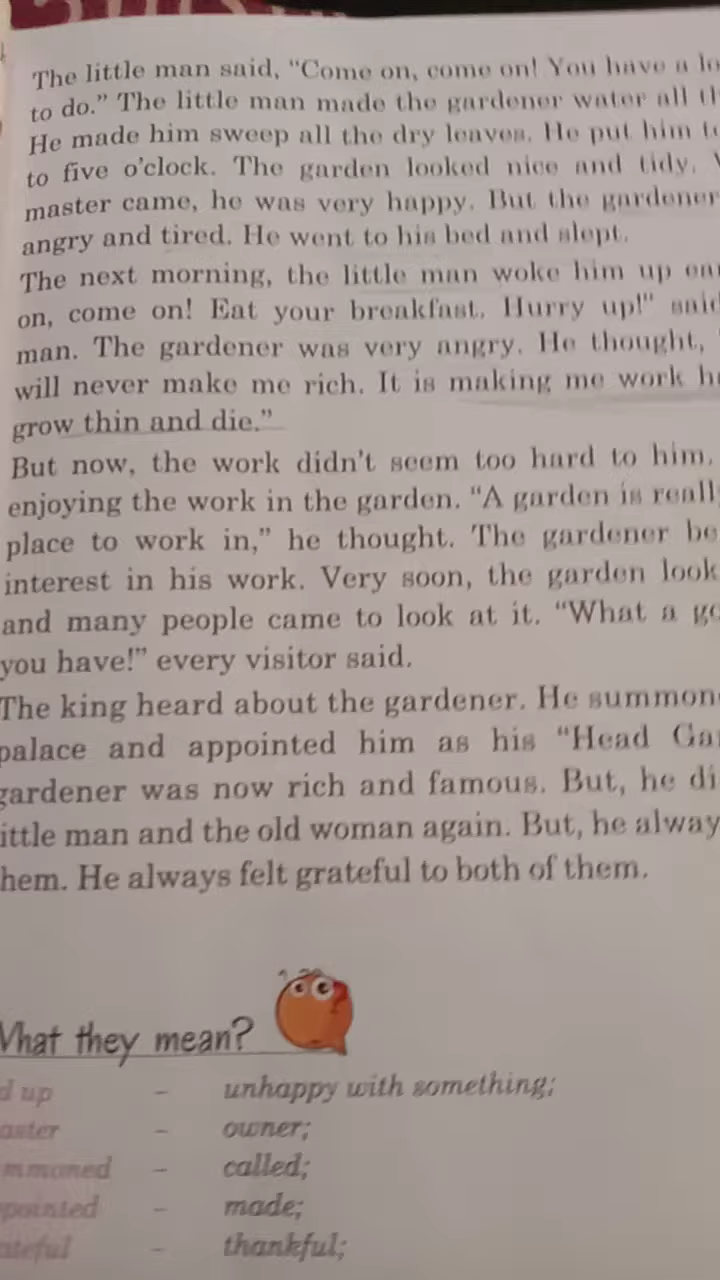 The little man said, "Come on, come on! You have a
to do." The little man made the gardener water all
He made him sweep all the dry leaves. He put him
to five o'clock. The garden looked nice and tidy.
master came, he was very happy. But the gardener
angry and tired. He went to his bed and slept.
The next morning, the little man woke him up
on, come on! Eat your breakfast. Hurry up!" said
man. The gardener was very angry. He thought,
will never make me rich. It is making me work
grow thin and die."
But now, the work didn't seem too hard to him.
enjoying the work in the garden. "A garden is
place to work in," he thought. The gardener
interest in his work. Very soon, the garden
and many people came to look at it. "What a
you have!" every visitor said.
The king heard about the gardener. He
palace and appointed him as his "Head
gardener was now rich and famous. But, he
little man and the old woman again. But, he
them. He always felt grateful to both of them.
What they mean?
up – unhappy with something;
– owner;
– called;
– made;
– thankful;